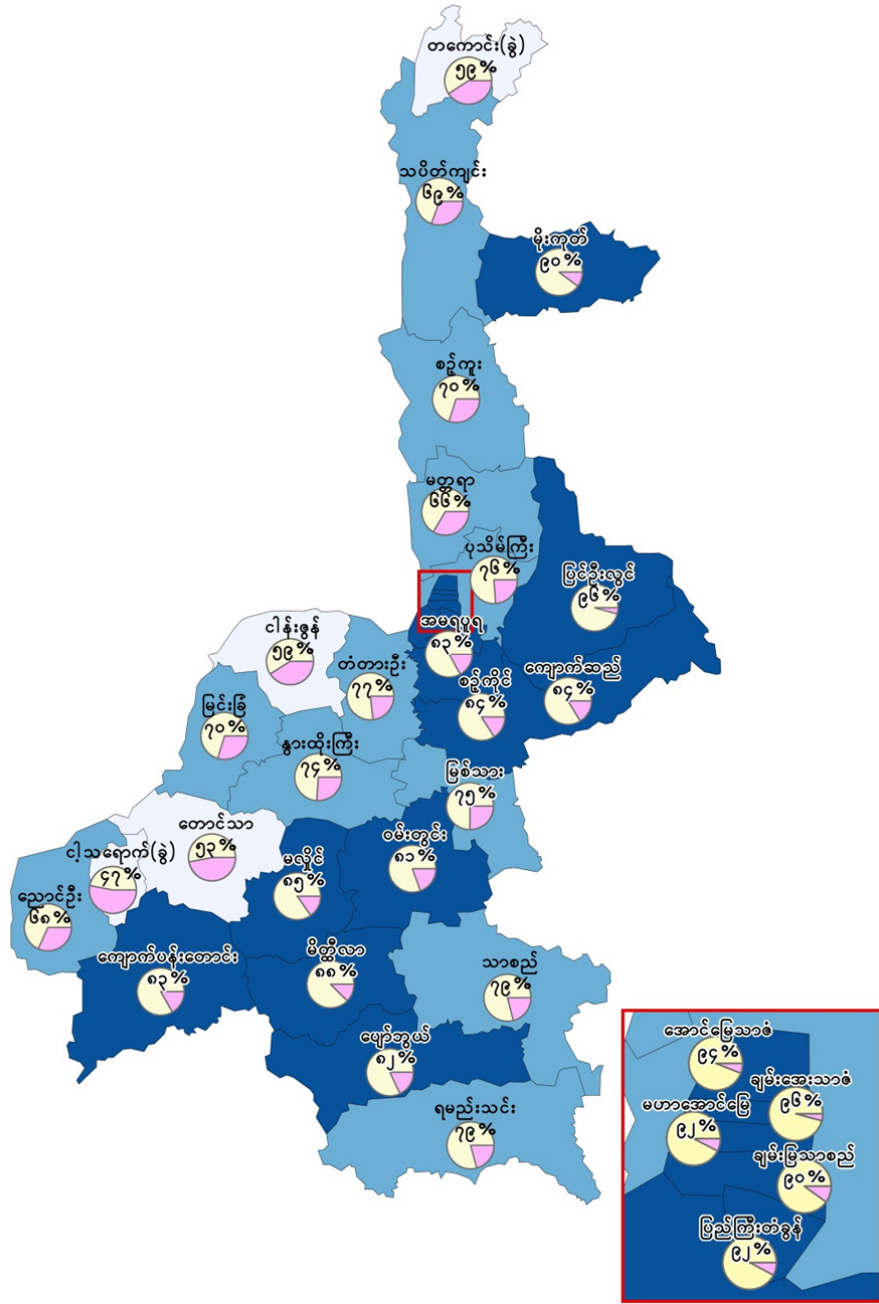 တကောင်း(ခွဲ)
၅၉%
သပိတ်ကျင်း
၆၉%
မိုးကုတ်
၉၀%
စဥ့်ကူး
၇၀%
မတ္တရာ
၆၆%
ပုသိမ်ကြီး
၇၆%
ပြင်ဦးလွင်
၉၆%
အမရပူရ
၈၃%
ငါန်းဇွန်
၅၉%
တံတားဦး
၇၇%
စဥ့်ကိုင်
၈၄%
ကျောက်ဆည်
၈၄%
မြင်းခြံ
၇၀%
နွားထိုးကြီး
၇၄%
မြစ်သား
၇၅%
တောင်သာ
၅၃%
ဝမ်းတွင်း
၈၁%
ငါ့သရောက်(ခွဲ)
၄၇%
မလှိုင်
၈၅%
ညောင်ဦး
၆၈%
ကျောက်ပန်းတောင်း
၈၃%
မိတ္ထီလာ
၈၈%
သာစည်
၇၉%
ပျော်ဘွယ်
၈၂%
ရမည်းသင်း
၇၉%
အောင်မြေသာဇံ
၉၄%
ချမ်းအေးသာဇံ
၉၆%
မဟာအောင်မြေ
၉၂%
ချမ်းမြသာစည်
၉၀%
ပြည်ကြီးတံခွန်
၉၂%